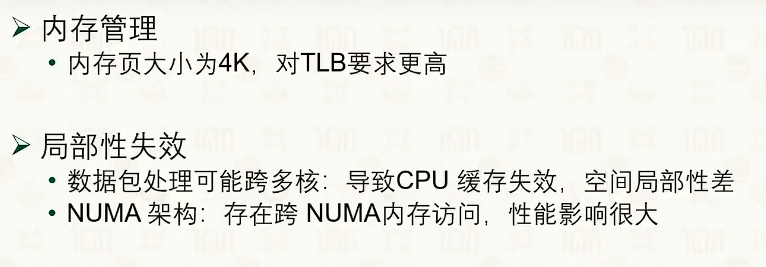 内存管理
内存页大小为4K，对TLB要求更高
局部性失效
数据包处理可能跨多核：导致CPU 缓存失效，空间局部性差
NUMA 架构：存在跨 NUMA内存访问，性能影响很大